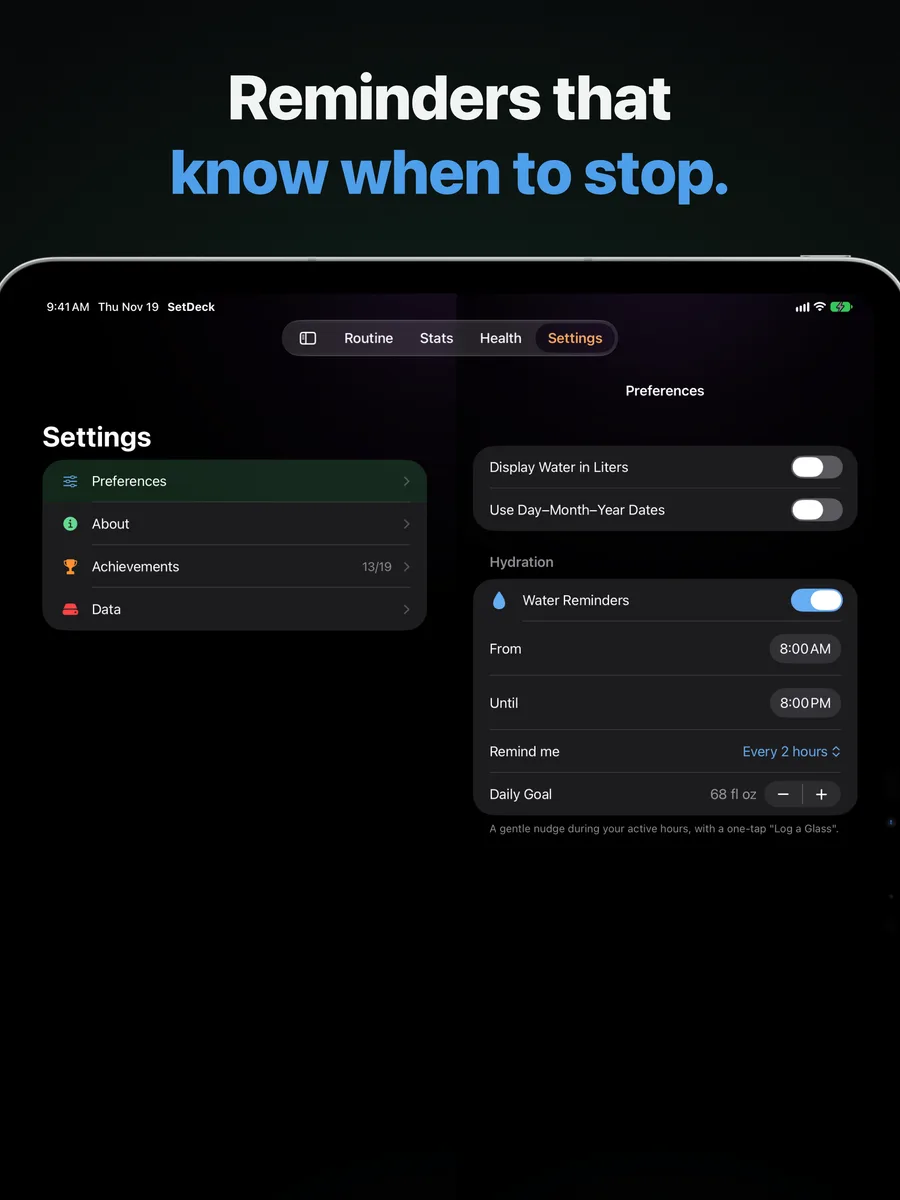 Reminders that
know when to stop.
9:41 AM Thu Nov 19 SetDeck
Routine Stats Health Settings
Preferences
Settings
Preferences
About
Achievements 13/19
Data
Display Water in Liters
Use Day–Month–Year Dates
Hydration
Water Reminders
From 8:00 AM
Until 8:00 PM
Remind me Every 2 hours
Daily Goal 68 fl oz − +
A gentle nudge during your active hours, with a one-tap "Log a Glass".